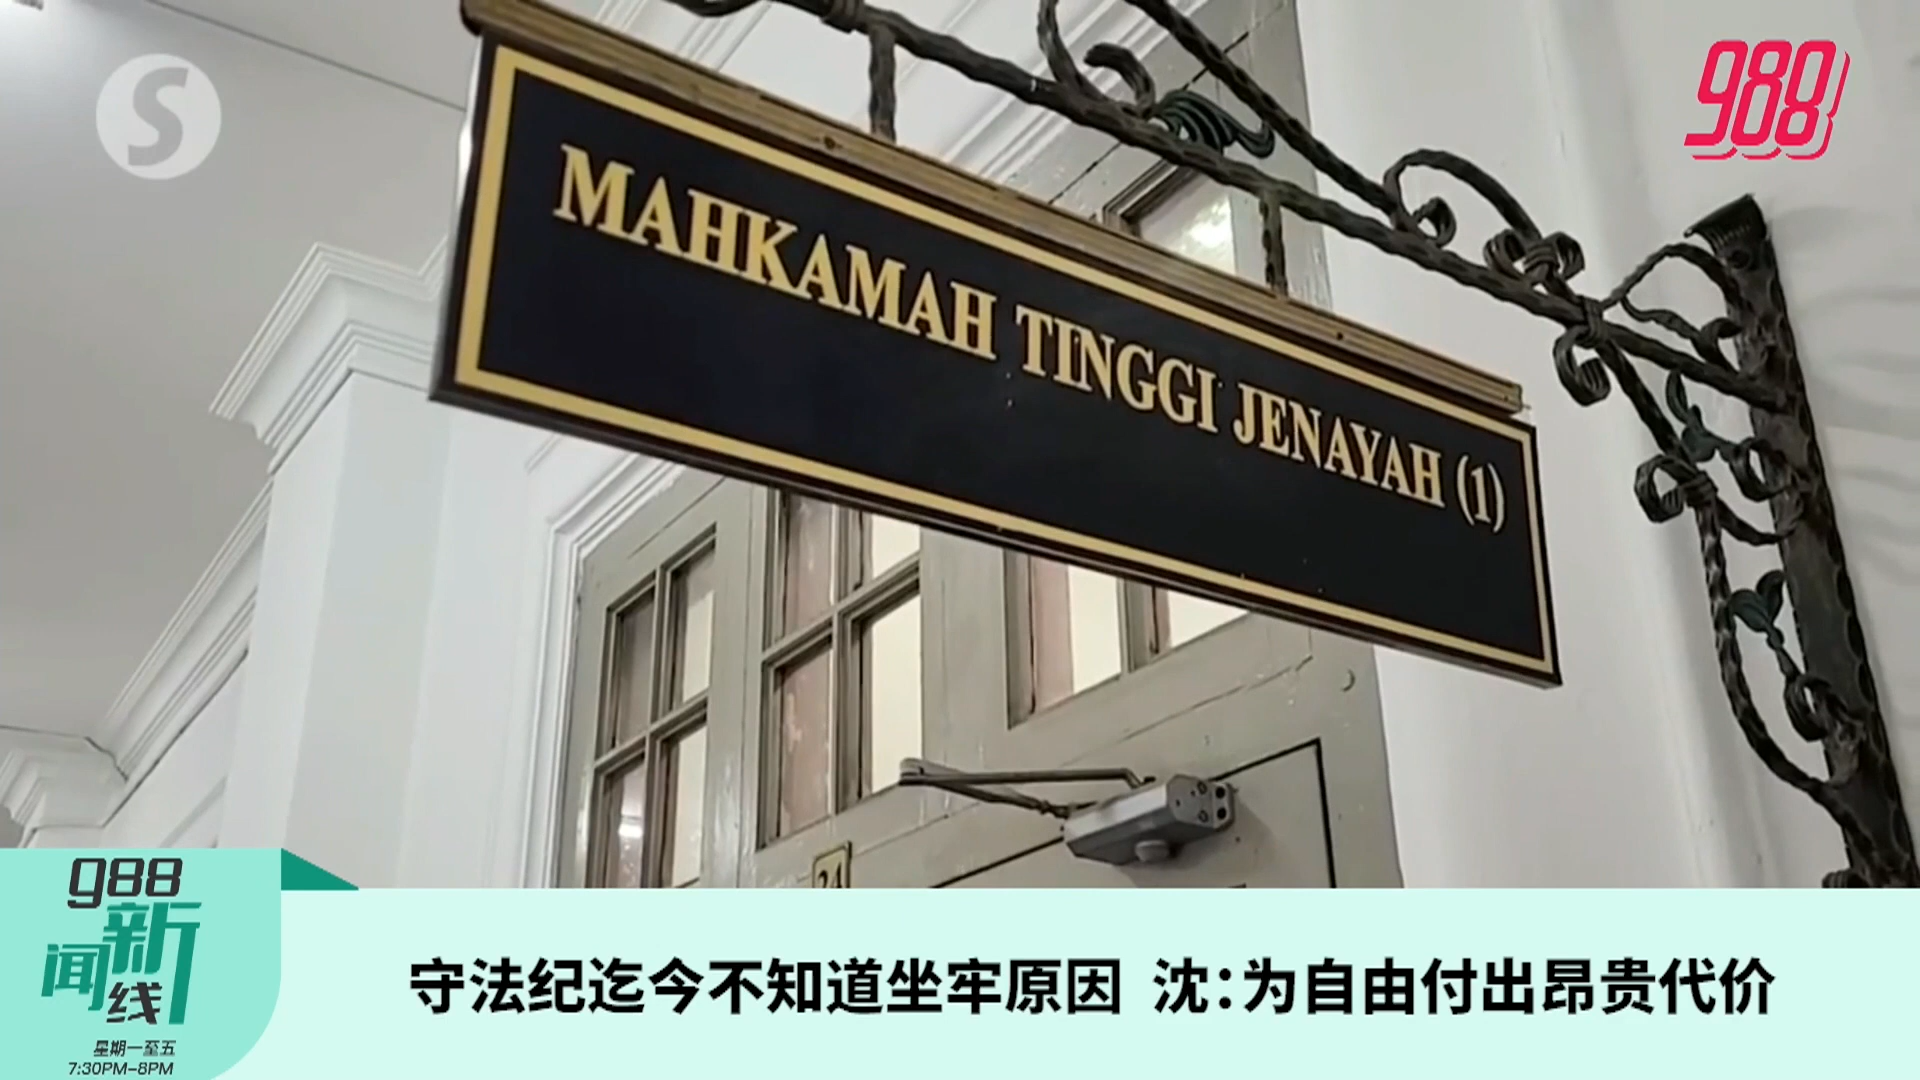 S
988
MAHKAMAH TINGGI JENAYAH (1)
24
988
新
闻
线
星期一至五
7:30PM-8PM
守法纪迄今不知道坐牢原因 沈:为自由付出昂贵代价